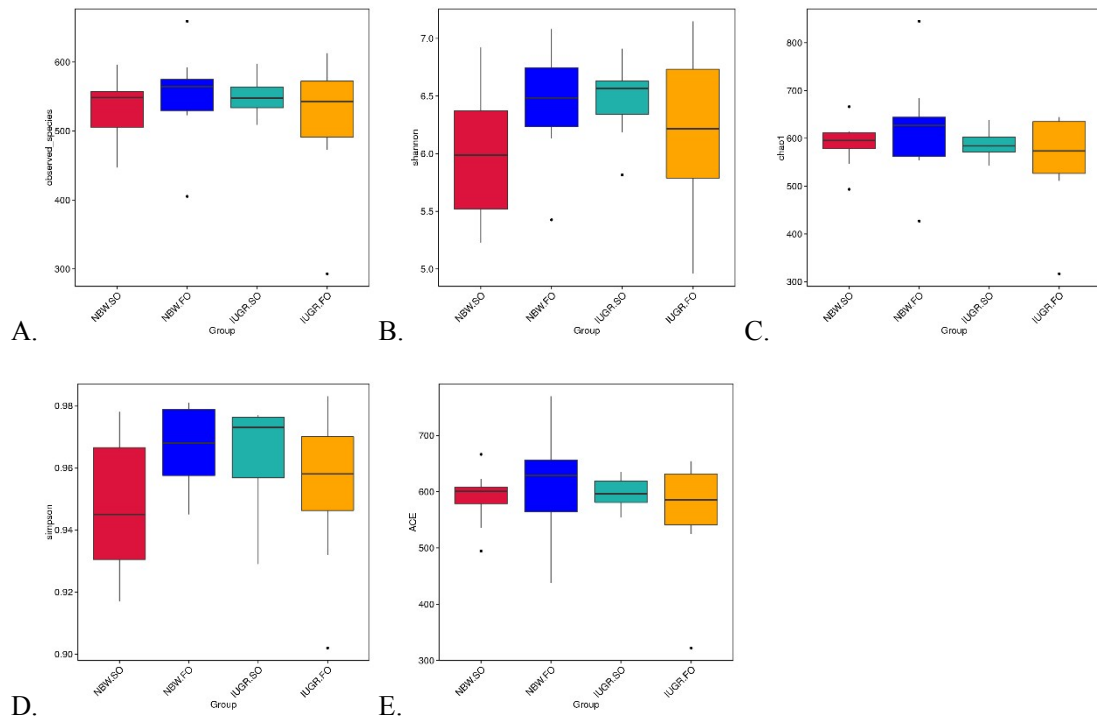 observed_species
600
500
400
300
NBW.SO
NBW.FO
IUGR.SO
IUGR.FO
Group
A.
shannon
7.0
6.5
6.0
5.5
5.0
NBW.SO
NBW.FO
IUGR.SO
IUGR.FO
Group
B.
chao1
800
700
600
500
400
300
NBW.SO
NBW.FO
IUGR.SO
IUGR.FO
Group
C.
simpson
0.98
0.96
0.94
0.92
0.90
NBW.SO
NBW.FO
IUGR.SO
IUGR.FO
Group
D.
ACE
700
600
500
400
300
NBW.SO
NBW.FO
IUGR.SO
IUGR.FO
Group
E.